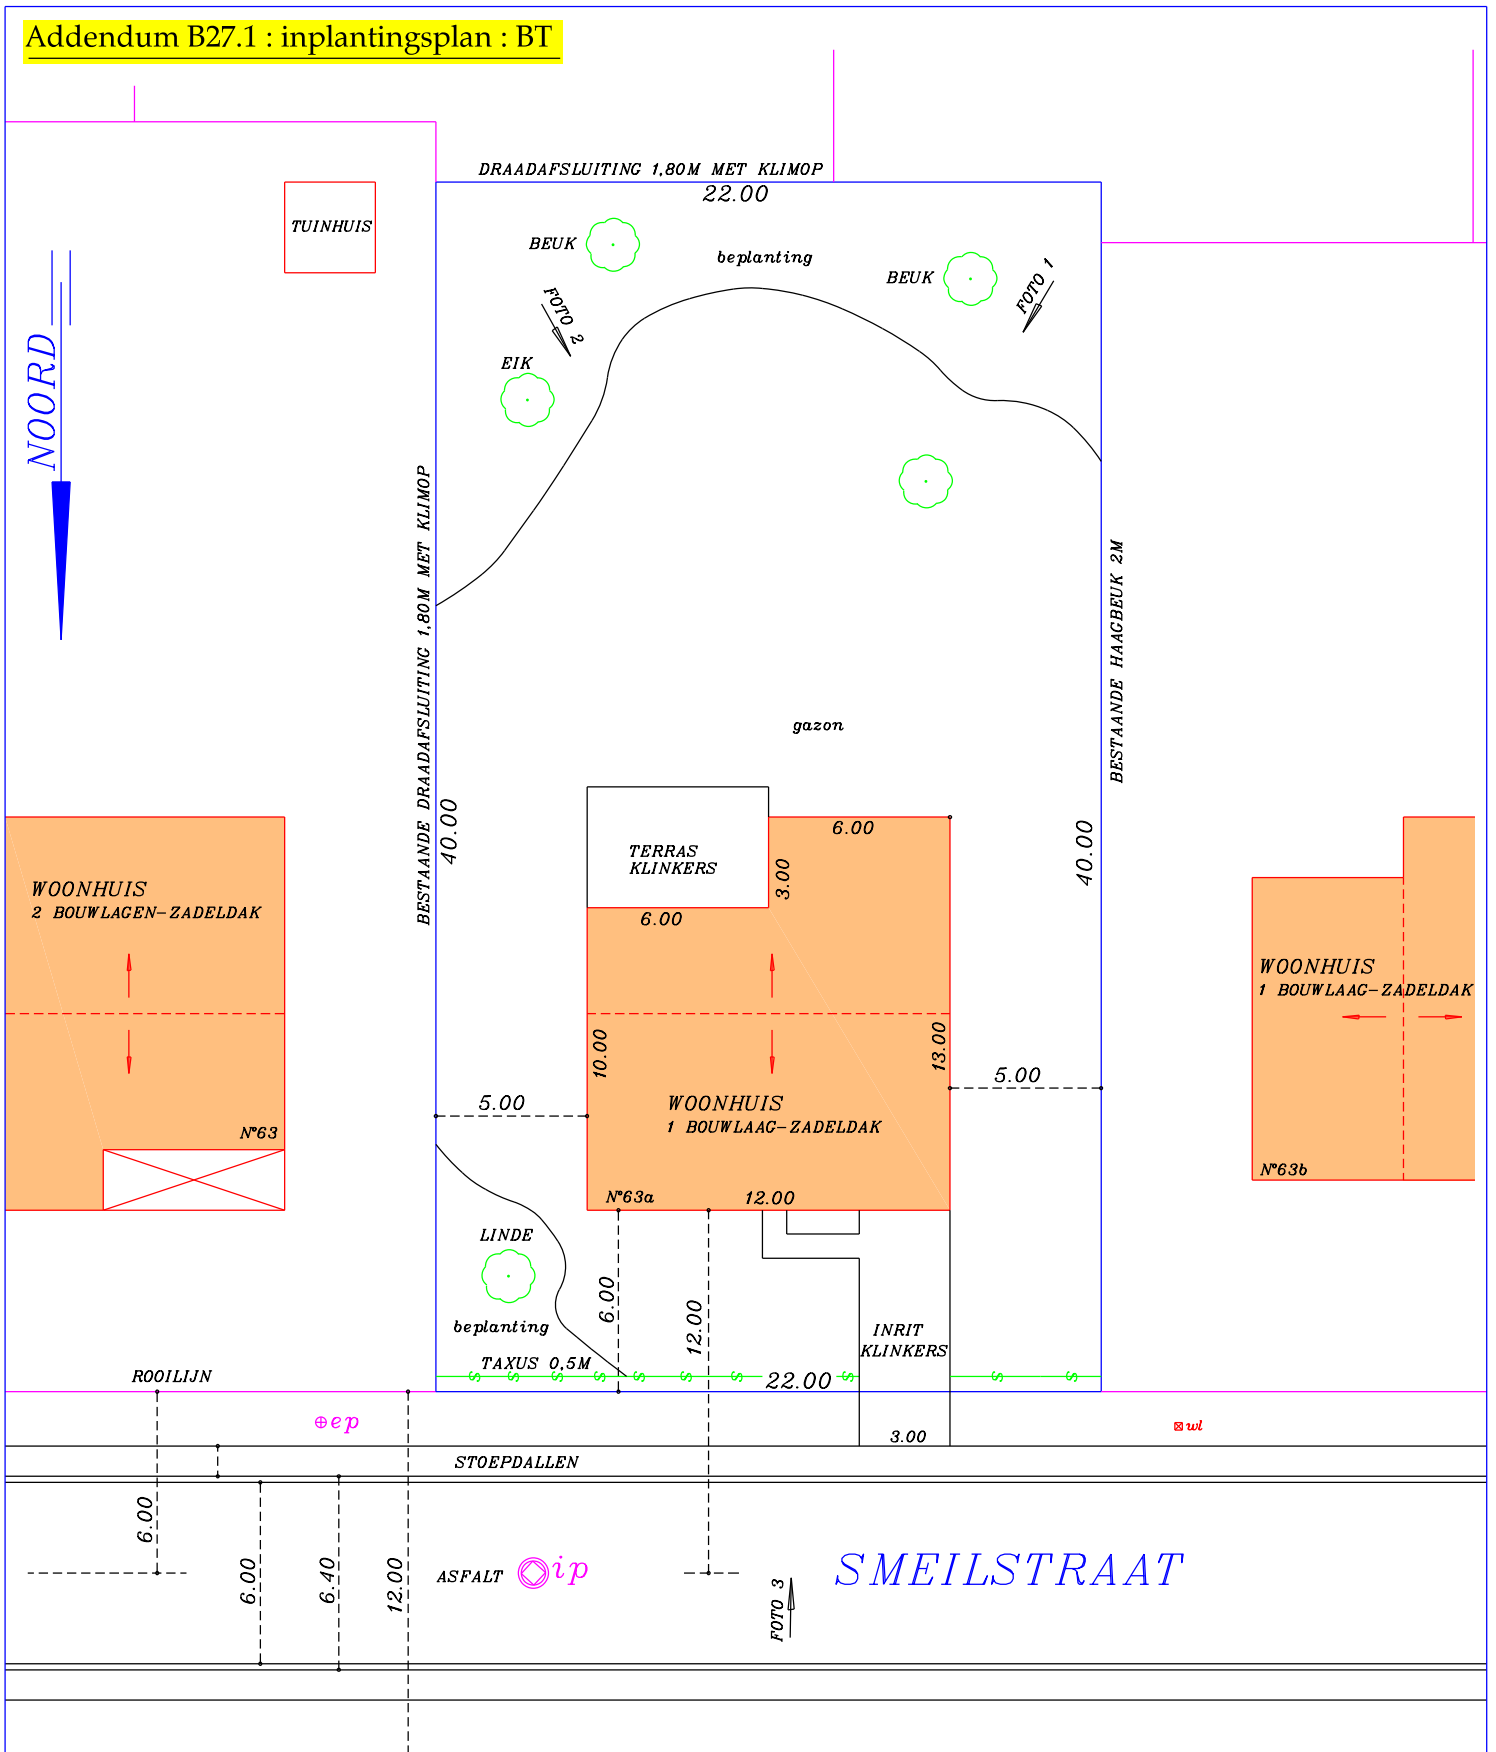 Addendum B27.1 : inplantingsplan : BT
DRAADAFSLUITING 1,80M MET KLIMOP
22.00
TUINHUIS
BEUK
beplanting
BEUK
FOTO 1
FOTO 2
NOORD
EIK
BESTAANDE DRAADAFSLUITING 1,80M MET KLIMOP
40.00
BESTAANDE HAAGBEUK 2M
40.00
gazon
TERRAS
KLINKERS
6.00
3.00
6.00
WOONHUIS
2 BOUWLAGEN-ZADELDAK
N°63
WOONHUIS
1 BOUWLAAG-ZADELDAK
N°63b
10.00
13.00
5.00
5.00
WOONHUIS
1 BOUWLAAG-ZADELDAK
N°63a
12.00
LINDE
6.00
12.00
beplanting
INRIT
KLINKERS
TAXUS 0,5M
S S S S S S S S S S
22.00
ROOILIJN
ep
wl
3.00
STOEPDALLEN
6.00
6.00
6.40
12.00
ASFALT
ip
SMEILSTRAAT
FOTO 3